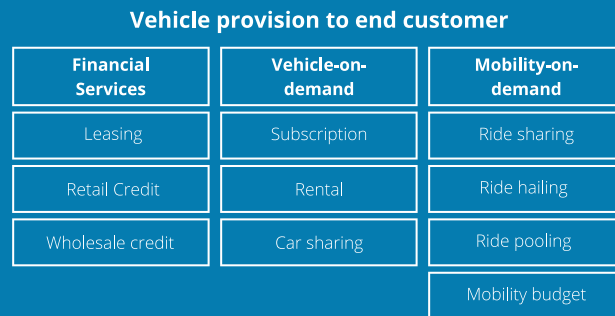 Vehicle provision to end customer
Financial
Services
Leasing
Retail Credit
Wholesale credit
Vehicle-on-
demand
Subscription
Rental
Car sharing
Mobility-on-
demand
Ride sharing
Ride hailing
Ride pooling
Mobility budget